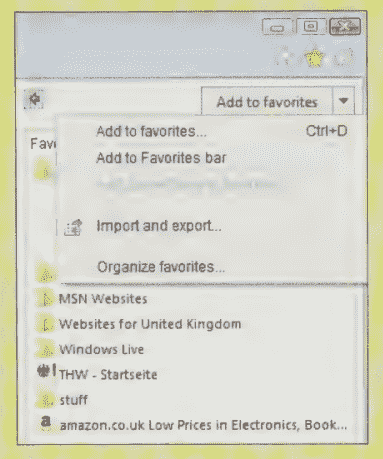 Add to favorites
Add to favorites... Ctrl+D
Favo
Add to Favorites bar
Import and export...
Organize favorites...
MSN Websites
Websites for United Kingdom
Windows Live
THW - Startseite
stuff
a amazon.co.uk Low Prices in Electronics, Book...